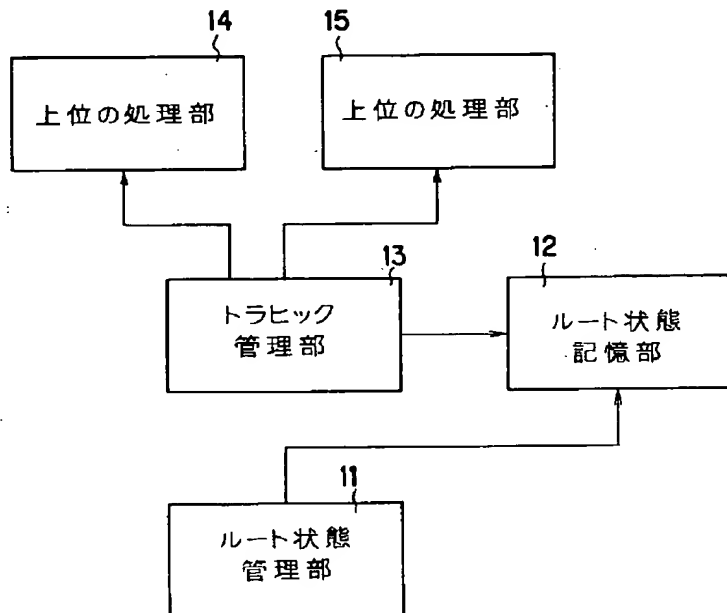 14
上位の処理部
15
上位の処理部
13
トラヒック
管理部
12
ルート状態
記憶部
11
ルート状態
管理部